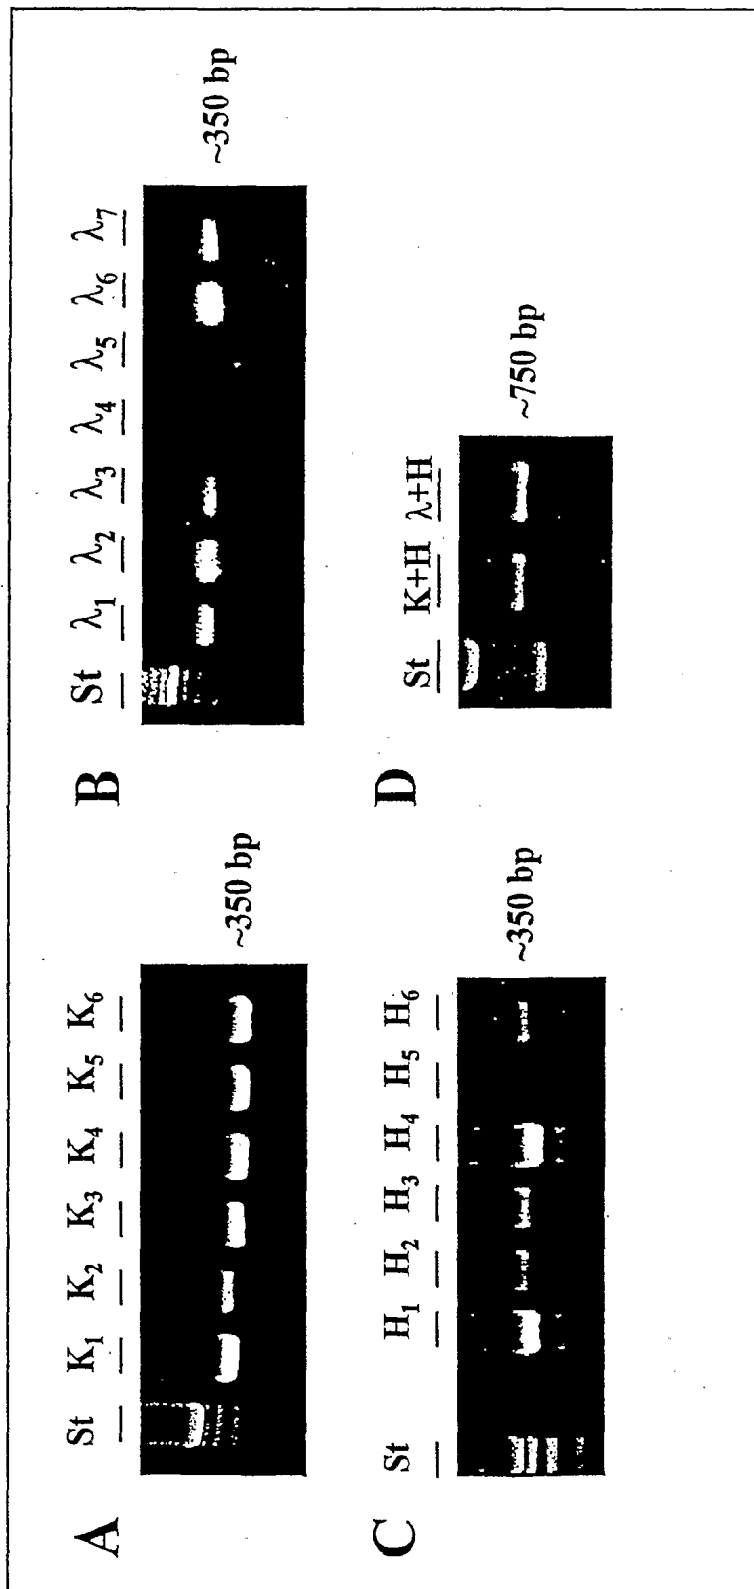 A
St K₁ K₂ K₃ K₄ K₅ K₆
~350 bp
B
St λ₁ λ₂ λ₃ λ₄ λ₅ λ₆ λ₇
~350 bp
C
St H₁ H₂ H₃ H₄ H₅ H₆
~350 bp
D
St K+H λ+H
~750 bp